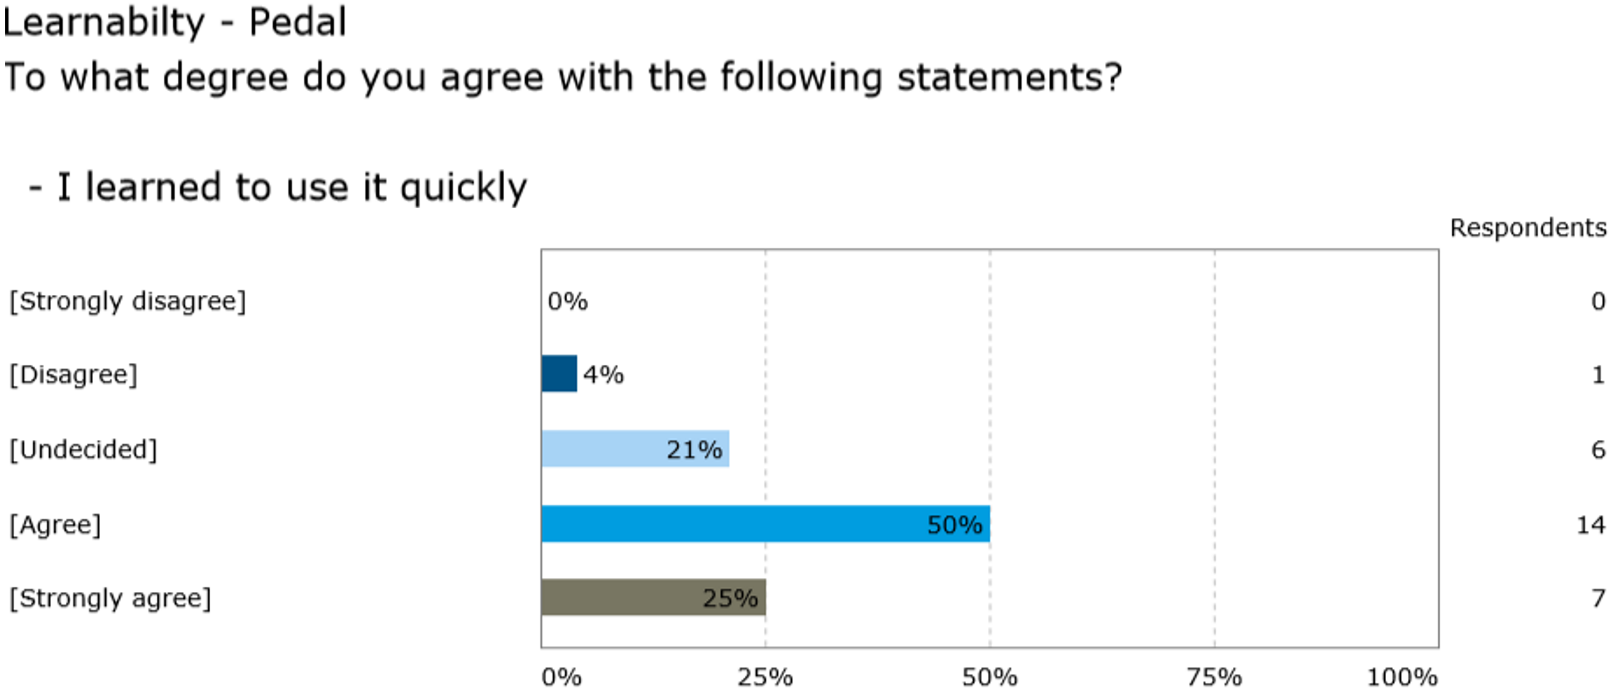 Learnabilty - Pedal
To what degree do you agree with the following statements?
- I learned to use it quickly
Respondents
[Strongly disagree] 0% 0
[Disagree] 4% 1
[Undecided] 21% 6
[Agree] 50% 14
[Strongly agree] 25% 7
0% 25% 50% 75% 100%